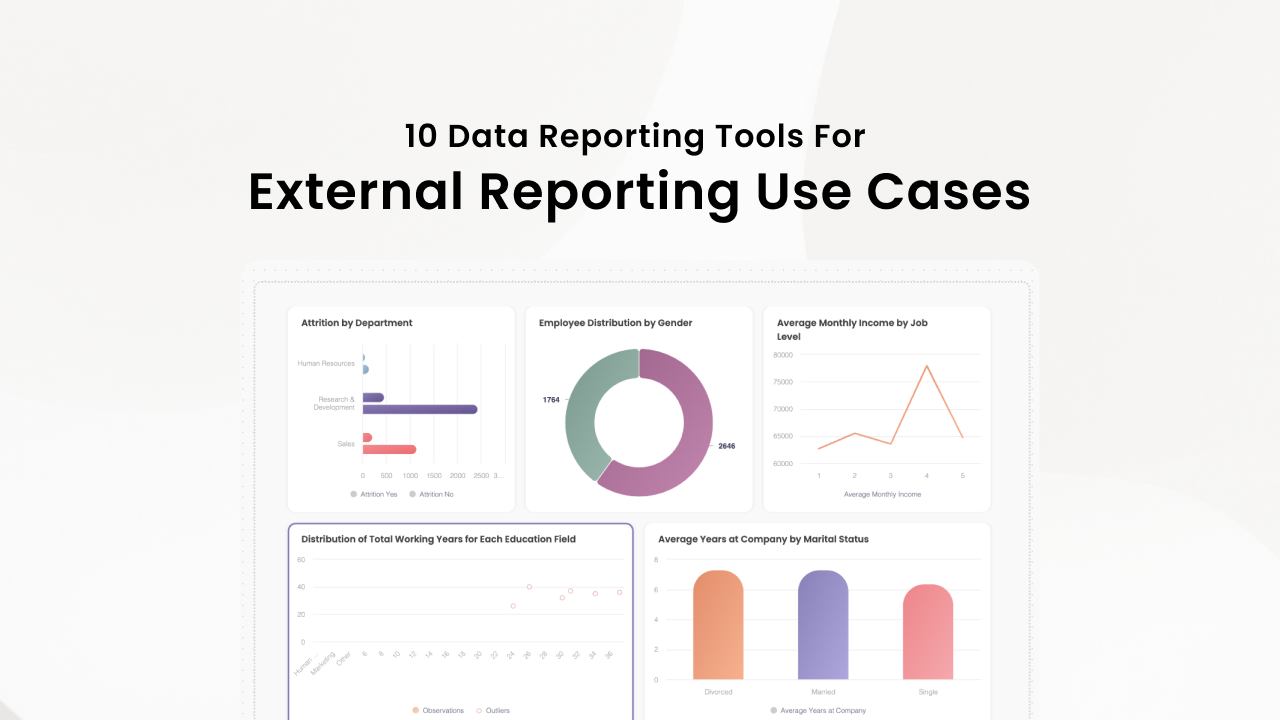 10 Data Reporting Tools For
External Reporting Use Cases
Attrition by Department
Human Resources
Research &
Development
Sales
0 500 1000 1500 2000 2500 3...
Attrition Yes Attrition No
Employee Distribution by Gender
1764
2646
Average Monthly Income by Job
Level
80000
75000
70000
65000
60000
1 2 3 4 5
Average Monthly Income
Distribution of Total Working Years for Each Education Field
60
40
20
0
Human ... Marketing Other 6 8 10 12 14 16 18 20 22 24 26 28 30 32 34 36
Observations Outliers
Average Years at Company by Marital Status
8
6
4
2
0
Divorced Married Single
Average Years at Company